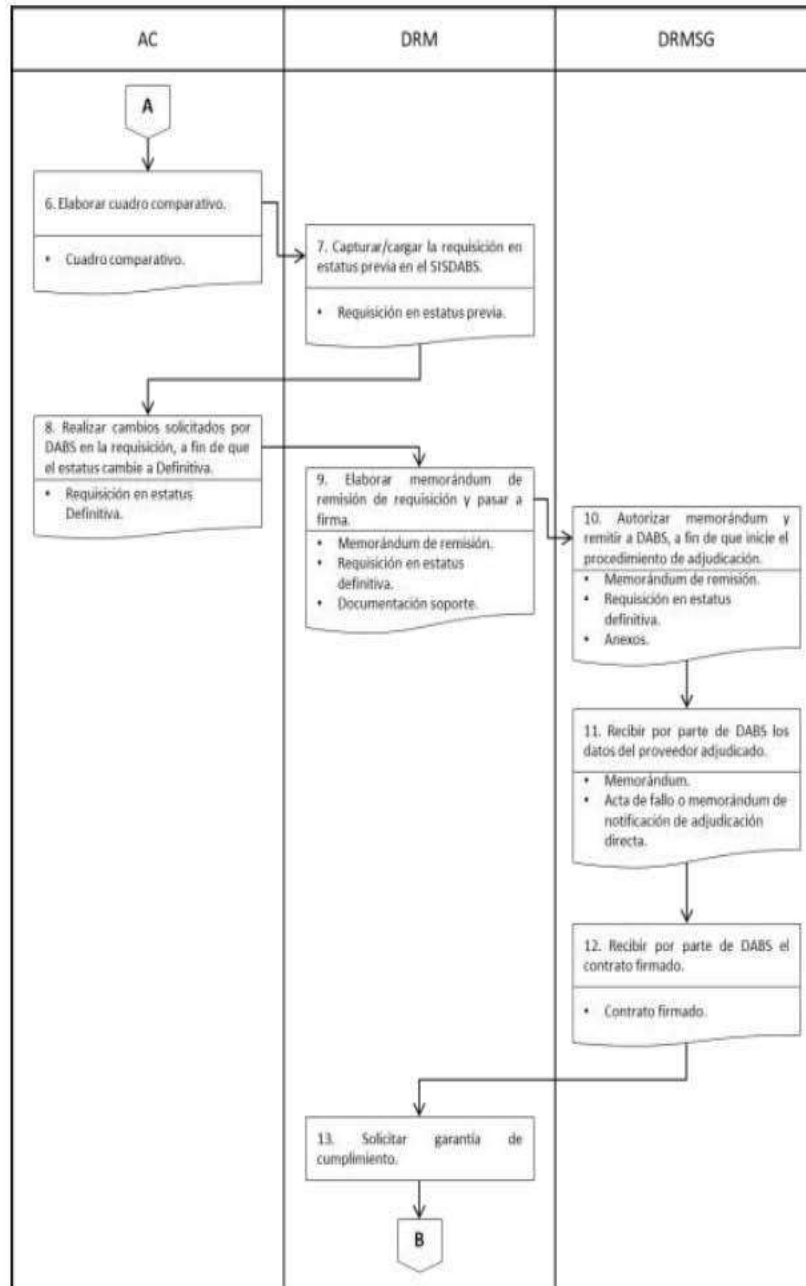 AC
DRM
DRMSG
A
6. Elaborar cuadro comparativo.
• Cuadro comparativo.
7. Capturar/cargar la requisición en
estatus previa en el SISDABS.
• Requisición en estatus previa.
8. Realizar cambios solicitados por
DABS en la requisición, a fin de que
el estatus cambie a Definitiva.
• Requisición en estatus
Definitiva.
9. Elaborar memorándum de
remisión de requisición y pasar a
firma.
• Memorándum de remisión.
• Requisición en estatus
definitiva.
• Documentación soporte.
10. Autorizar memorándum y
remitir a DABS, a fin de que inicie el
procedimiento de adjudicación.
• Memorándum de remisión.
• Requisición en estatus
definitiva.
• Anexos.
11. Recibir por parte de DABS los
datos del proveedor adjudicado.
• Memorándum.
• Acta de fallo o memorándum de
notificación de adjudicación
directa.
12. Recibir por parte de DABS el
contrato firmado.
• Contrato firmado.
13. Solicitar garantía de
cumplimiento.
B